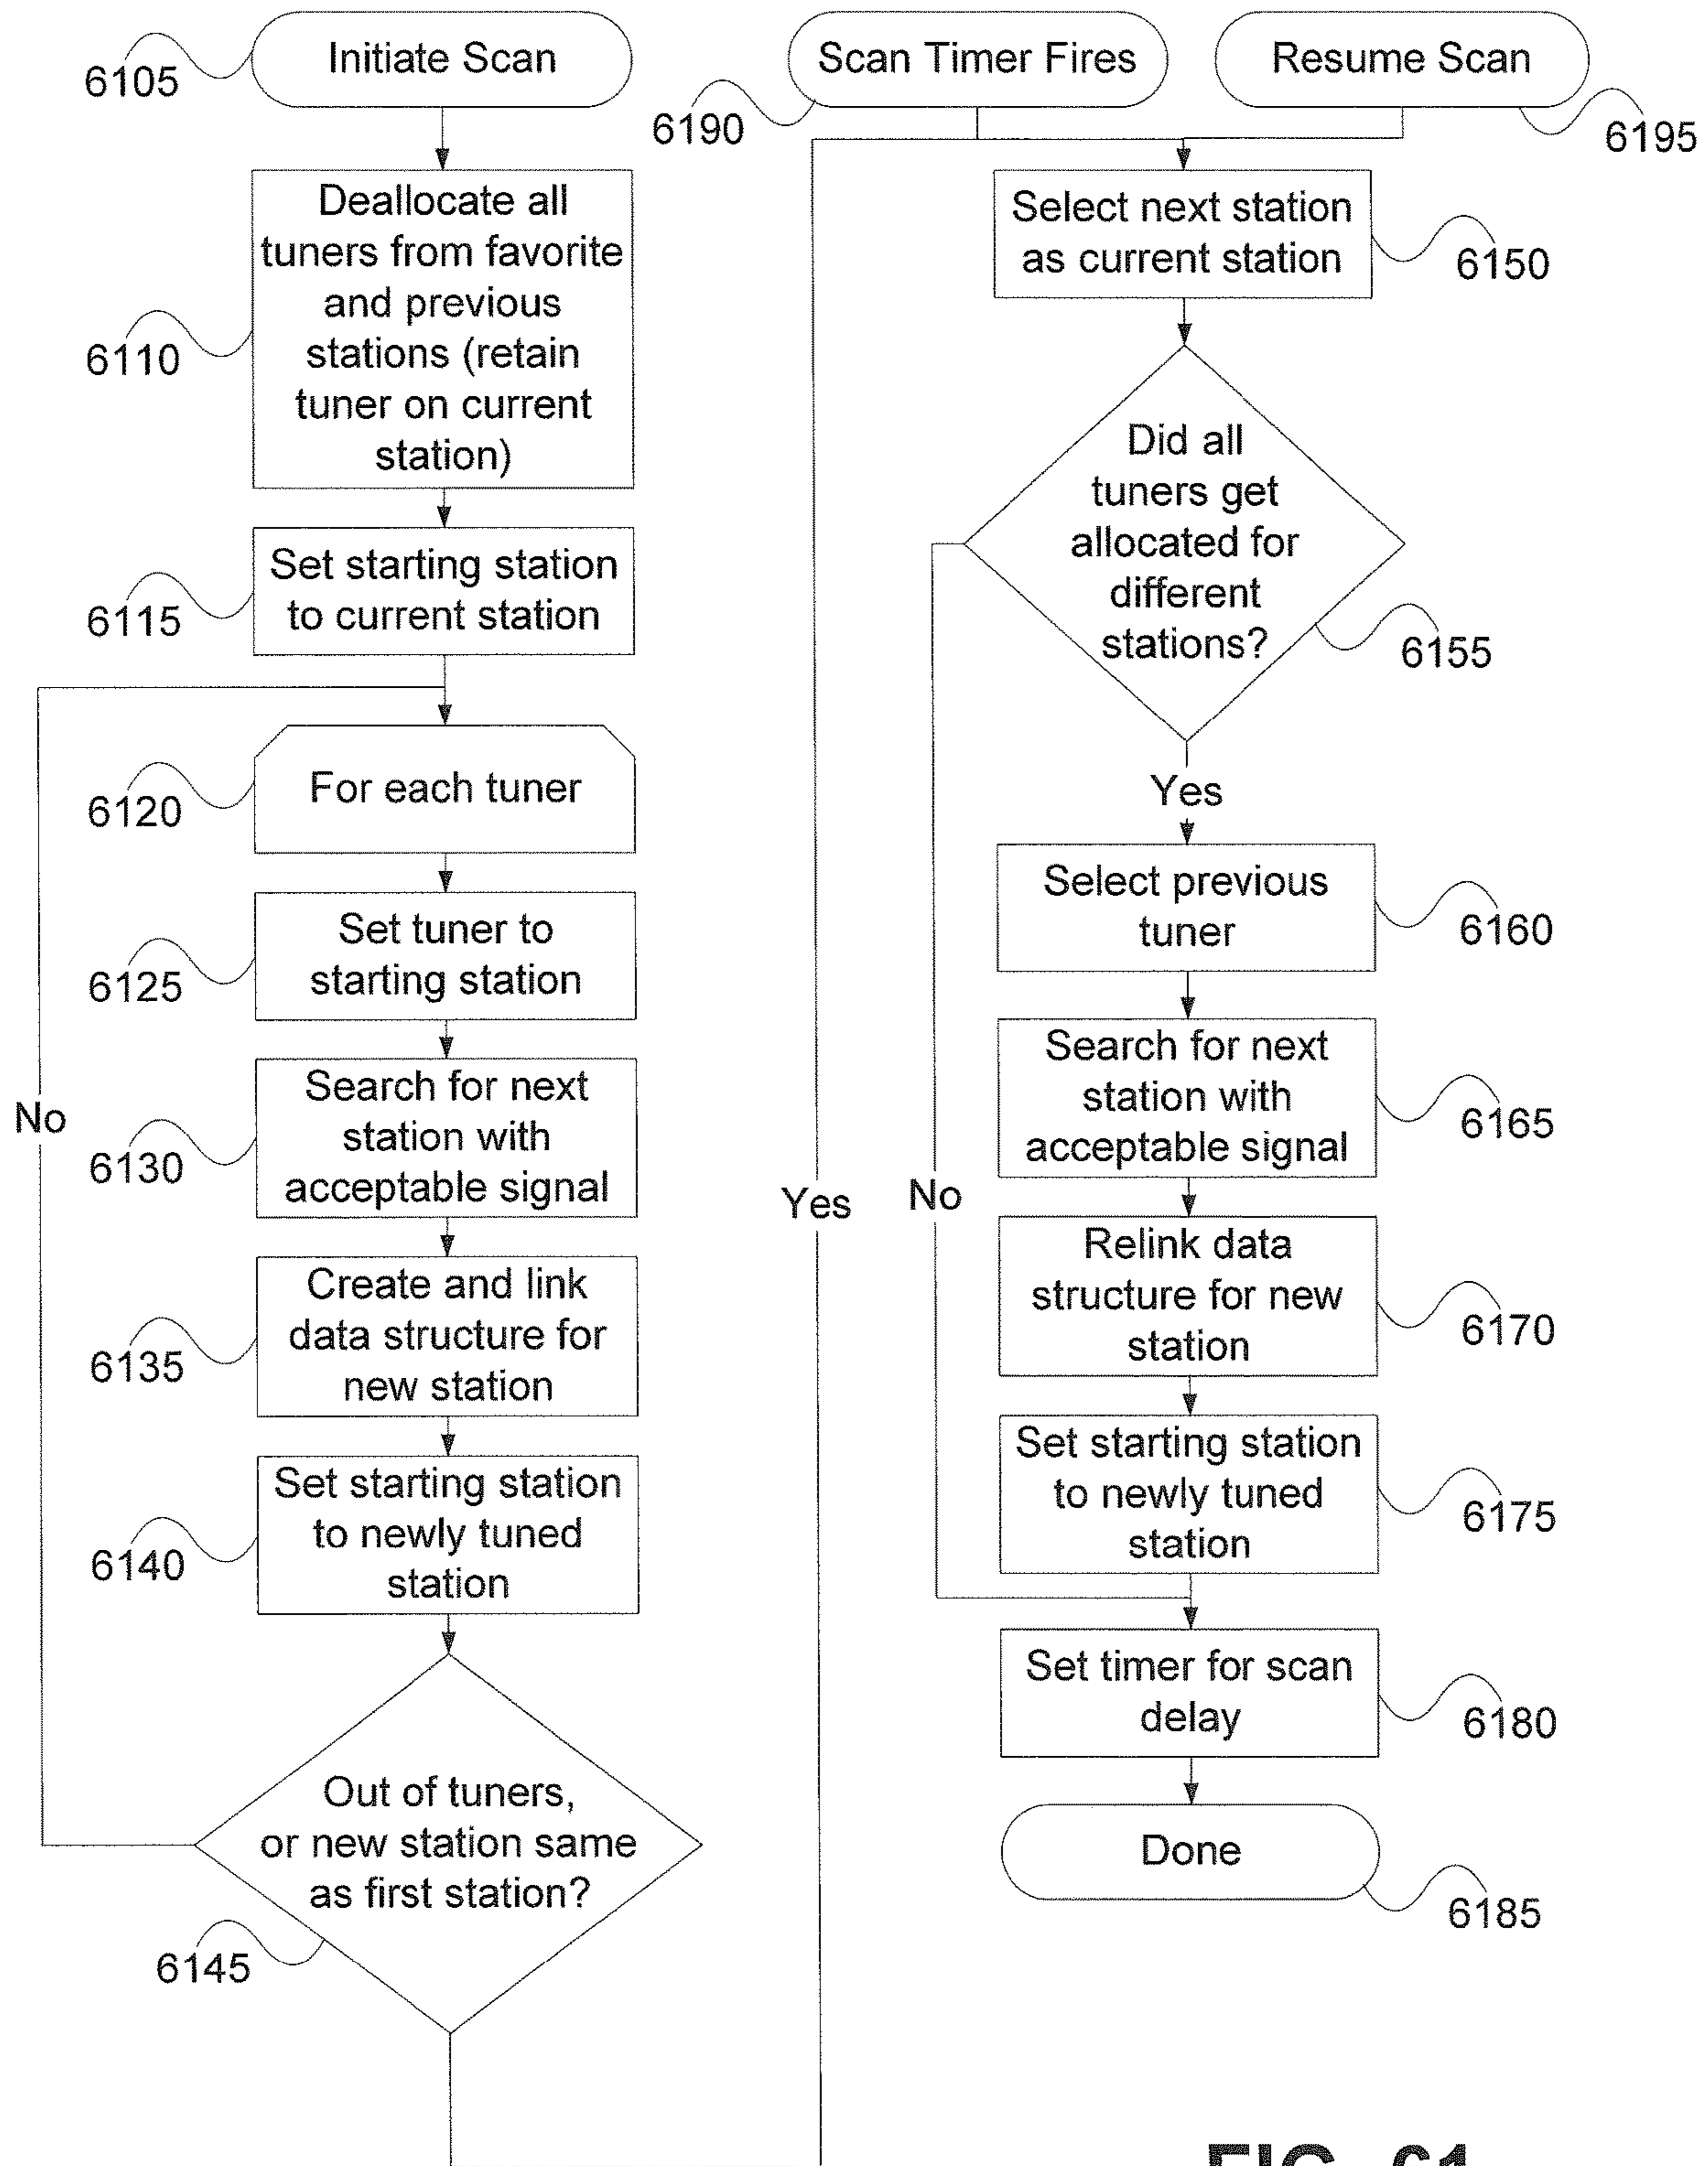 Initiate Scan
6105
Deallocate all
tuners from favorite
and previous
stations (retain
tuner on current
station)
6110
Set starting station
to current station
6115
For each tuner
6120
Set tuner to
starting station
6125
Search for next
station with
acceptable signal
6130
Create and link
data structure for
new station
6135
Set starting station
to newly tuned
station
6140
Out of tuners,
or new station same
as first station?
6145
No
Yes
Scan Timer Fires
6190
Resume Scan
6195
Select next station
as current station
6150
Did all
tuners get
allocated for
different
stations?
6155
Yes
No
Select previous
tuner
6160
Search for next
station with
acceptable signal
6165
Relink data
structure for new
station
6170
Set starting station
to newly tuned
station
6175
Set timer for scan
delay
6180
Done
6185
FIG. 61